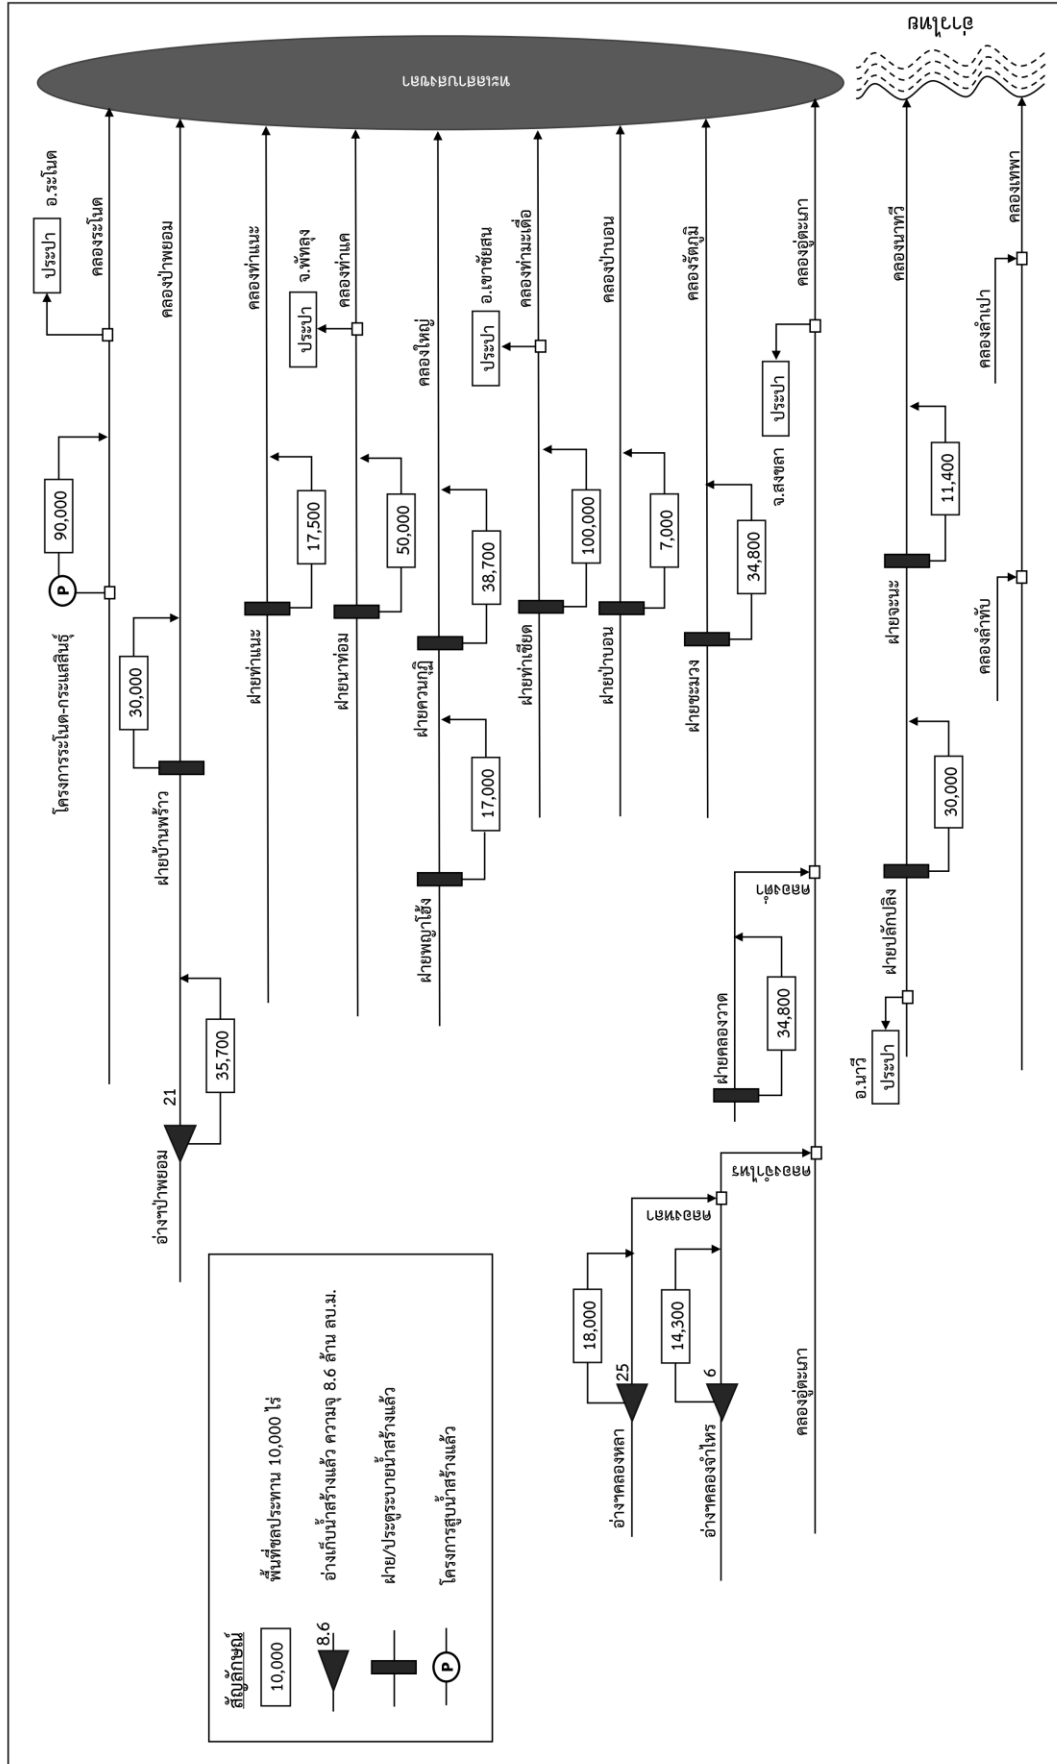 สัญลักษณ์
10,000
พื้นที่ชลประทาน 10,000 ไร่
8.6
อ่างเก็บน้ำสร้างแล้ว ความจุ 8.6 ล้าน ลบ.ม.
ฝาย/ประตูระบายน้ำสร้างแล้ว
P
โครงการสูบน้ำสร้างแล้ว
โครงการระโนด-กระแสสินธุ์
P
90,000
ประปา
อ.ระโนด
คลองระโนด
อ่างฯป่าพยอม
21
35,700
ฝายบ้านพร้าว
30,000
คลองป่าพยอม
ฝายท่าแนะ
17,500
คลองท่าแนะ
ฝายนาท่อม
50,000
ประปา
จ.พัทลุง
คลองท่าแค
ฝายพญาโฮ้ง
17,000
ฝายควนกุฏิ
38,700
คลองใหญ่
ฝายท่าเชียด
100,000
ประปา
อ.เขาชัยสน
คลองท่ามะเดื่อ
ฝายป่าบอน
7,000
คลองป่าบอน
ฝายชะมวง
34,800
คลองรัตภูมิ
อ่างฯคลองหลา
25
18,000
คลองหลา
อ่างฯคลองจำไหร
6
14,300
คลองจำไหร
ฝายคลองวาด
34,800
คลองต่ำ
คลองอู่ตะเภา
จ.สงขลา
ประปา
คลองอู่ตะเภา
ทะเลสาบสงขลา
อ.นาวี
ประปา
ฝายปลักปลิง
30,000
ฝายจะนะ
11,400
คลองนาทวี
คลองลำทับ
คลองลำเปา
คลองเทพา
อ่าวไทย